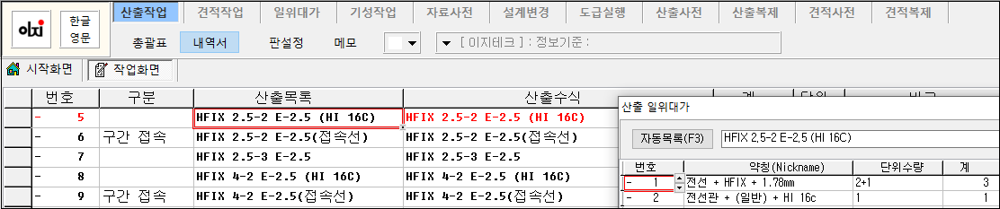 산출작업 견적작업 일위대가 기성작업 자료사전 설계변경 도급실행 산출사전 산출복제 견적사전 견적복제
이지 한글 영문
총괄표 내역서 판설정 메모 [ 이지테크 ] : 정보기준 :
시작화면 작업화면
번호 구분 산출목록 산출수식 계 단위 비고
- 5 HFIX 2.5-2 E-2.5 (HI 16C) HFIX 2.5-2 E-2.5 (HI 16C)
- 6 구간 접속 HFIX 2.5-2 E-2.5(접속선) HFIX 2.5-2 E-2.5(접속선)
- 7 HFIX 2.5-3 E-2.5 HFIX 2.5-3 E-2.5
- 8 HFIX 4-2 E-2.5 (HI 16C) HFIX 4-2 E-2.5 (HI 16C)
- 9 구간 접속 HFIX 4-2 E-2.5(접속선) HFIX 4-2 E-2.5(접속선)
산출 일위대가
자동목록(F3) HFIX 2,5-2 E-2,5 (HI 16C)
번호 약칭(Nickname) 단위수량 계
- 1 전선 + HFIX + 1.78mm 2+1 3
- 2 전선관 + (일반) + HI 16c 1 1